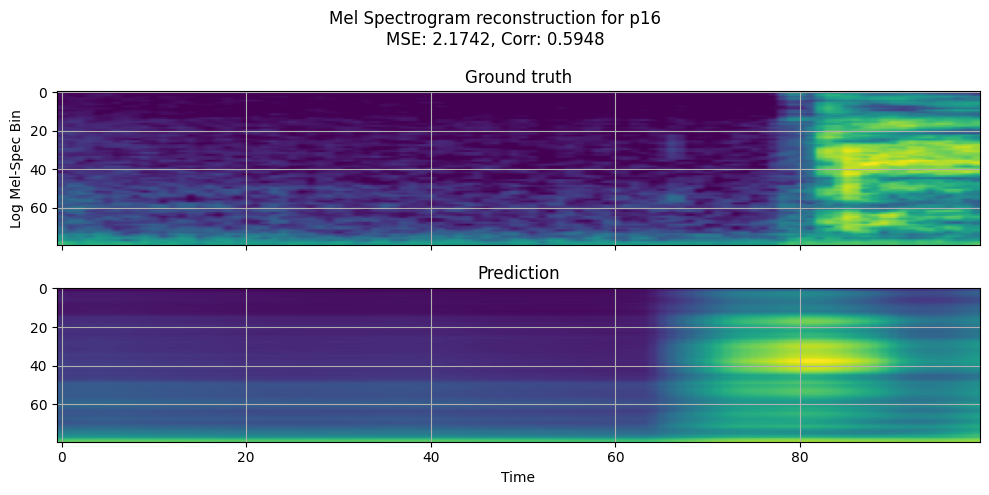 Mel Spectrogram reconstruction for p16
MSE: 2.1742, Corr: 0.5948
Ground truth
Log Mel-Spec Bin
0
20
40
60
Prediction
0
20
40
60
0 20 40 60 80
Time